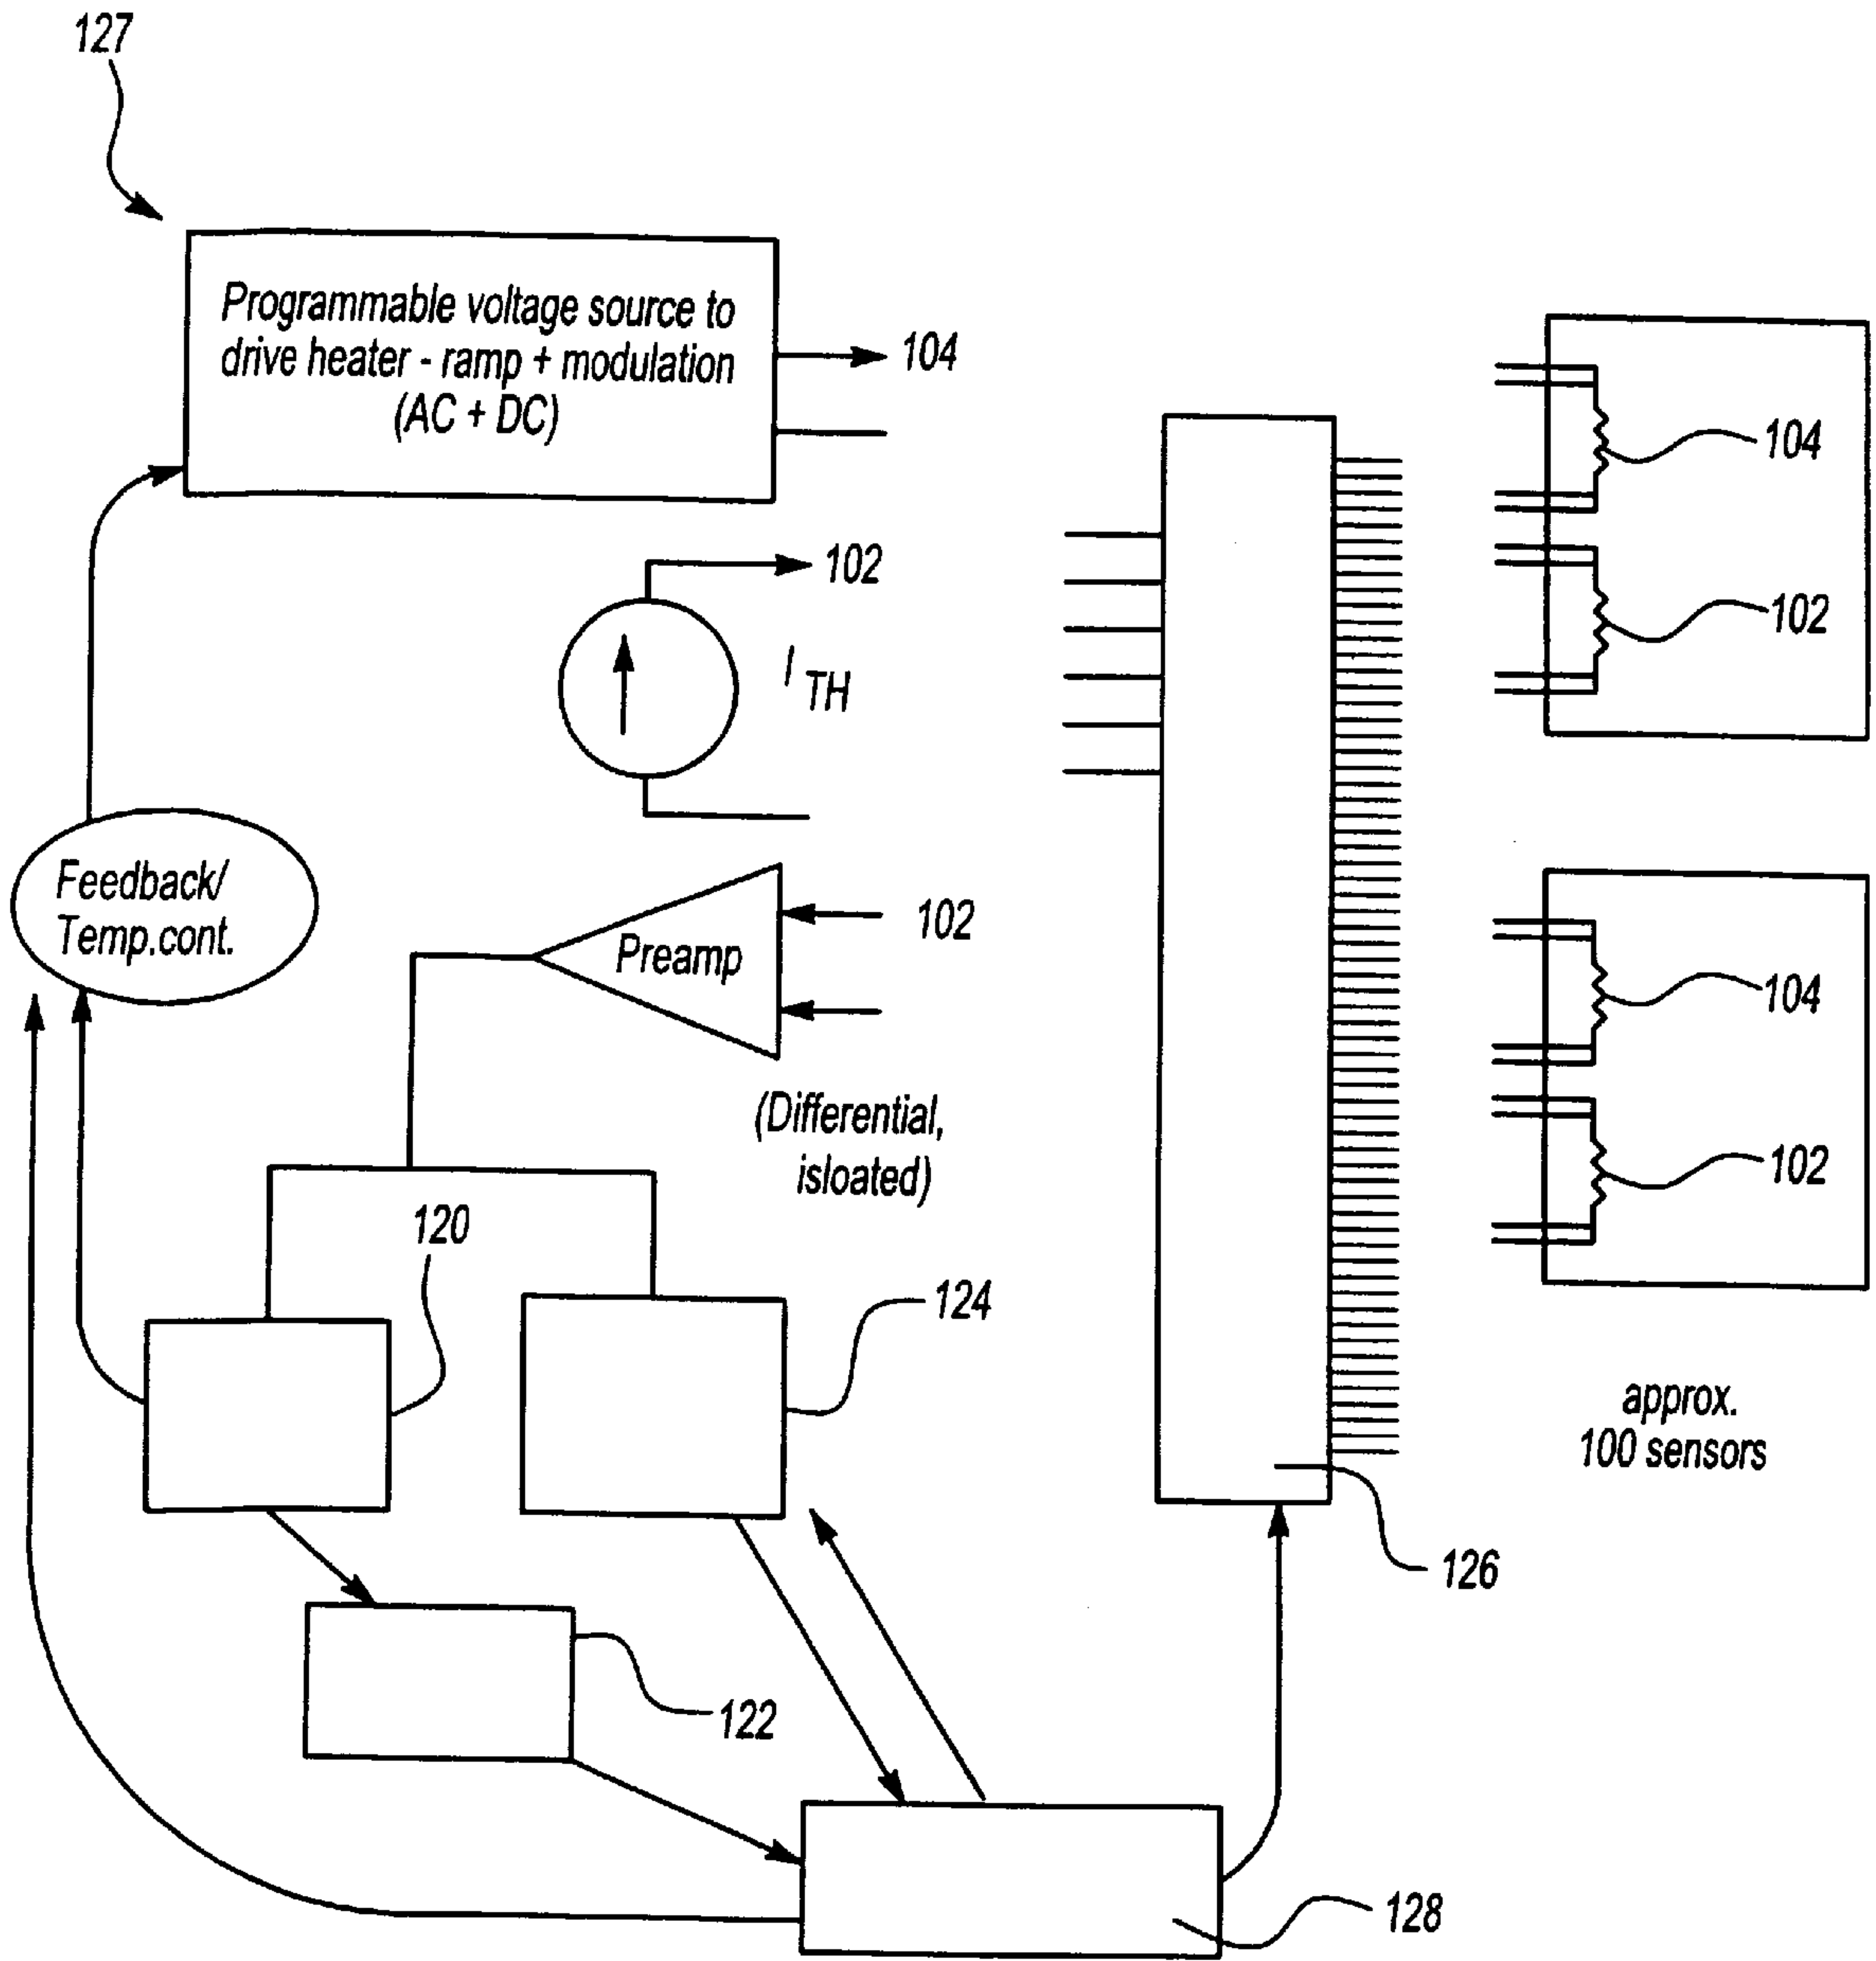 127
Programmable voltage source to
drive heater - ramp + modulation
(AC + DC)
104
102
I TH
104
102
Feedback/
Temp.cont.
Preamp
102
(Differential,
isloated)
104
102
120
124
approx.
100 sensors
126
122
128